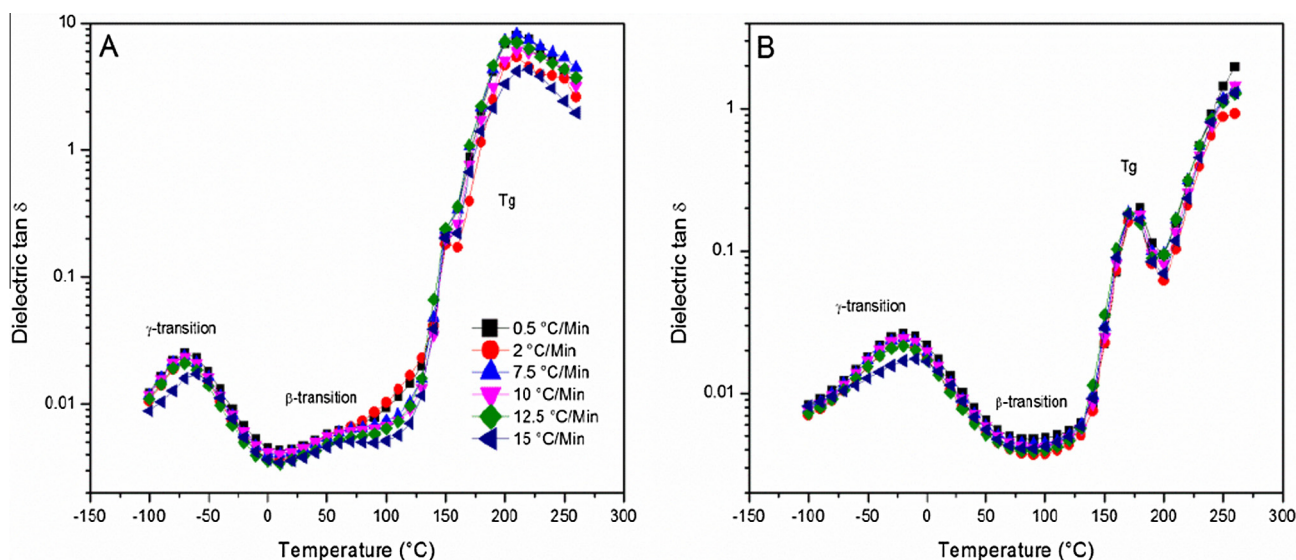 A
Dielectric tan δ
10
1
0.1
0.01
γ-transition
β-transition
Tg
0.5 °C/Min
2 °C/Min
7.5 °C/Min
10 °C/Min
12.5 °C/Min
15 °C/Min
-150 -100 -50 0 50 100 150 200 250 300
Temperature (°C)
B
Dielectric tan δ
1
0.1
0.01
γ-transition
β-transition
Tg
-150 -100 -50 0 50 100 150 200 250 300
Temperature (°C)